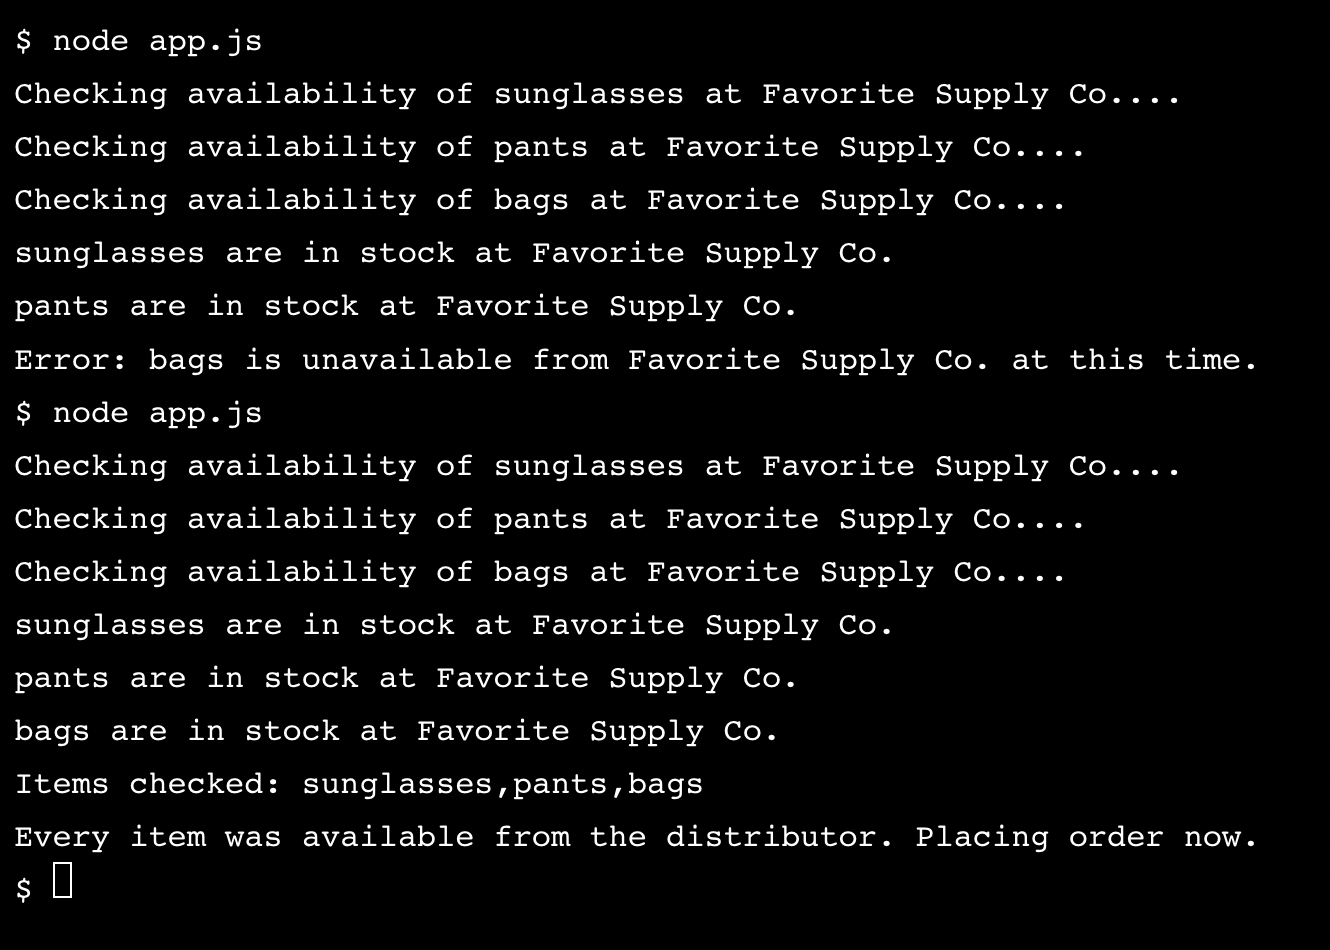 $ node app.js
Checking availability of sunglasses at Favorite Supply Co....
Checking availability of pants at Favorite Supply Co....
Checking availability of bags at Favorite Supply Co....
sunglasses are in stock at Favorite Supply Co.
pants are in stock at Favorite Supply Co.
Error: bags is unavailable from Favorite Supply Co. at this time.
$ node app.js
Checking availability of sunglasses at Favorite Supply Co....
Checking availability of pants at Favorite Supply Co....
Checking availability of bags at Favorite Supply Co....
sunglasses are in stock at Favorite Supply Co.
pants are in stock at Favorite Supply Co.
bags are in stock at Favorite Supply Co.
Items checked: sunglasses,pants,bags
Every item was available from the distributor. Placing order now.
$